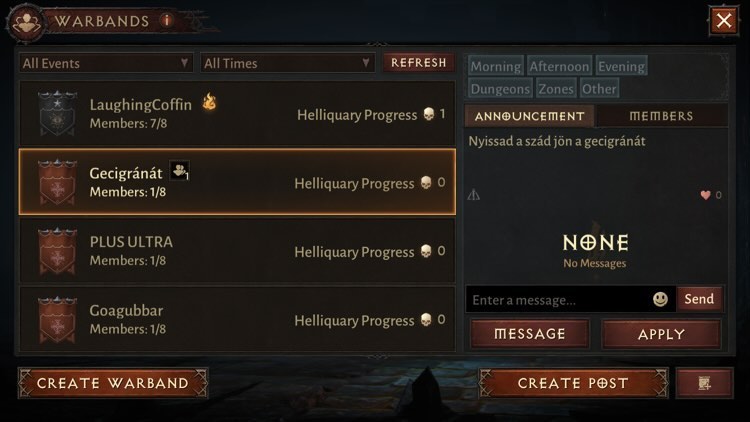 WARBANDS i
All Events
All Times
REFRESH
LaughingCoffin
Members: 7/8
Helliquary Progress 1
Gecigránát 1
Members: 1/8
Helliquary Progress 0
PLUS ULTRA
Members: 1/8
Helliquary Progress 0
Goagubbar
Members: 1/8
Helliquary Progress 0
CREATE WARBAND
Morning Afternoon Evening
Dungeons Zones Other
ANNOUNCEMENT MEMBERS
Nyissad a szád jön a gecigránát
0
NONE
No Messages
Enter a message... Send
MESSAGE APPLY
CREATE POST